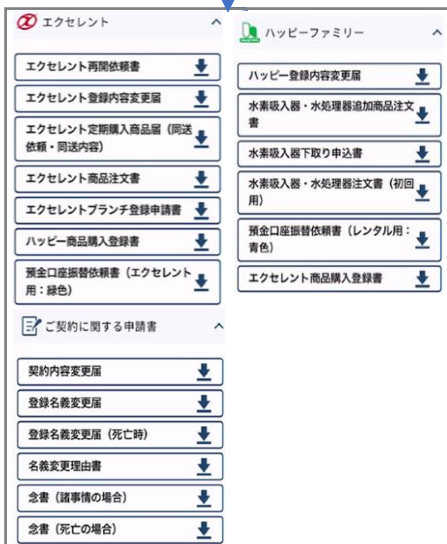 エクセレント
エクセレント再開依頼書
エクセレント登録内容変更届
エクセレント定期購入商品届（同送
依頼・同送内容）
エクセレント商品注文書
エクセレントブランチ登録申請書
ハッピー商品購入登録書
預金口座振替依頼書（エクセレント
用：緑色）
ご契約に関する申請書
契約内容変更届
登録名義変更届
登録名義変更届（死亡時）
名義変更理由書
念書（諸事情の場合）
念書（死亡の場合）
ハッピーファミリー
ハッピー登録内容変更届
水素吸入器・水処理器追加商品注文
書
水素吸入器下取り申込書
水素吸入器・水処理器注文書（初回
用）
預金口座振替依頼書（レンタル用：
青色）
エクセレント商品購入登録書